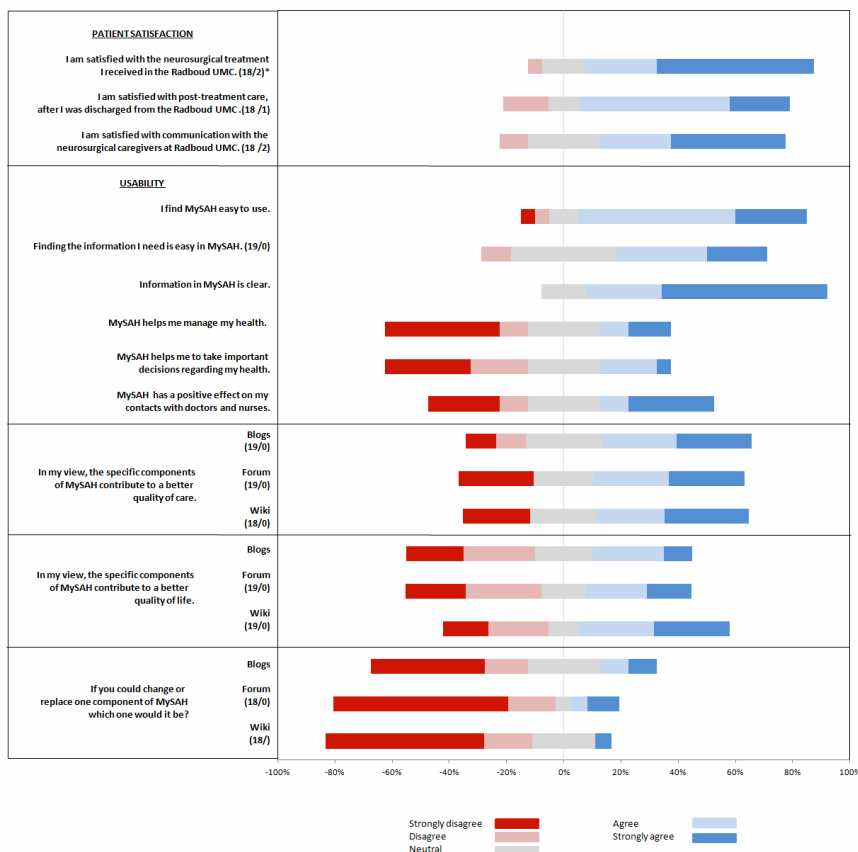 PATIENT SATISFACTION
I am satisfied with the neurosurgical treatment
I received in the Radboud UMC. (18/2)*
I am satisfied with post-treatment care,
after I was discharged from the Radboud UMC .(18 /1)
I am satisfied with communication with the
neurosurgical caregivers at Radboud UMC. (18 /2)
USABILITY
I find MySAH easy to use.
Finding the information I need is easy in MySAH. (19/0)
Information in MySAH is clear.
MySAH helps me manage my health.
MySAH helps me to take important
decisions regarding my health.
MySAH has a positive effect on my
contacts with doctors and nurses.
Blogs
(19/0)
In my view, the specific components
of MySAH contribute to a better
quality of care.
Forum
(19/0)
Wiki
(18/0)
Blogs
In my view, the specific components
of MySAH contribute to a better
quality of life.
Forum
(19/0)
Wiki
(19/0)
Blogs
If you could change or
replace one component of MySAH
which one would it be?
Forum
(18/0)
Wiki
(18/)
-100% -80% -60% -40% -20% 0% 20% 40% 60% 80% 100%
Strongly disagree
Disagree
Neutral
Agree
Strongly agree